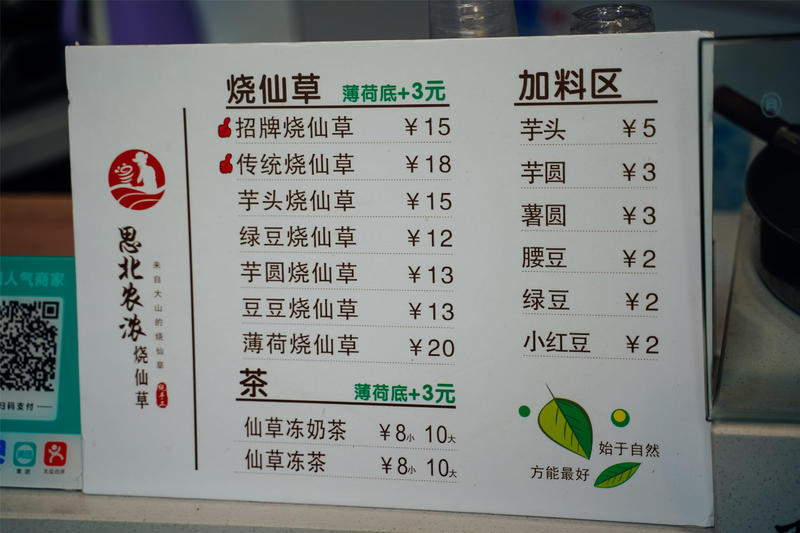 思北农浓烧仙草
来自大山的烧仙草
烧仙草 薄荷底+3元
招牌烧仙草 ¥15
传统烧仙草 ¥18
芋头烧仙草 ¥15
绿豆烧仙草 ¥12
芋圆烧仙草 ¥13
豆豆烧仙草 ¥13
薄荷烧仙草 ¥20
茶 薄荷底+3元
仙草冻奶茶 ¥8小 10大
仙草冻茶 ¥8小 10大
加料区
芋头 ¥5
芋圆 ¥3
薯圆 ¥3
腰豆 ¥2
绿豆 ¥2
小红豆 ¥2
始于自然
方能最好
人气商家
扫码支付